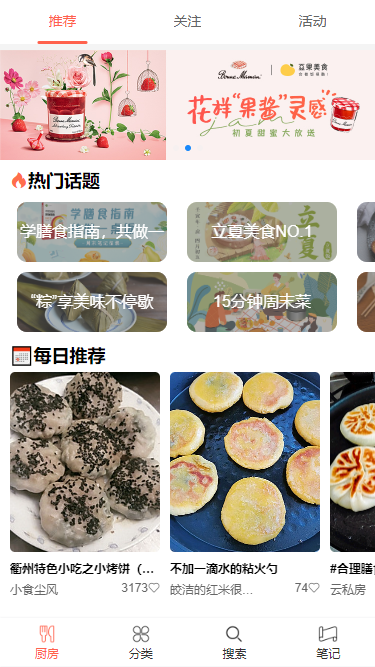 推荐
关注
活动
Bonne Maman
豆果美食
花样“果酱”灵感
Jam
初夏甜蜜大放送
热门话题
学膳食指南，共做一
立夏美食NO.1
“粽”享美味不停歇
15分钟周末菜
每日推荐
衢州特色小吃之小烤饼（...
不加一滴水的粘火勺
#合理膳
小食尘风
3173
皎洁的红米很...
74
云私房
厨房
分类
搜索
笔记